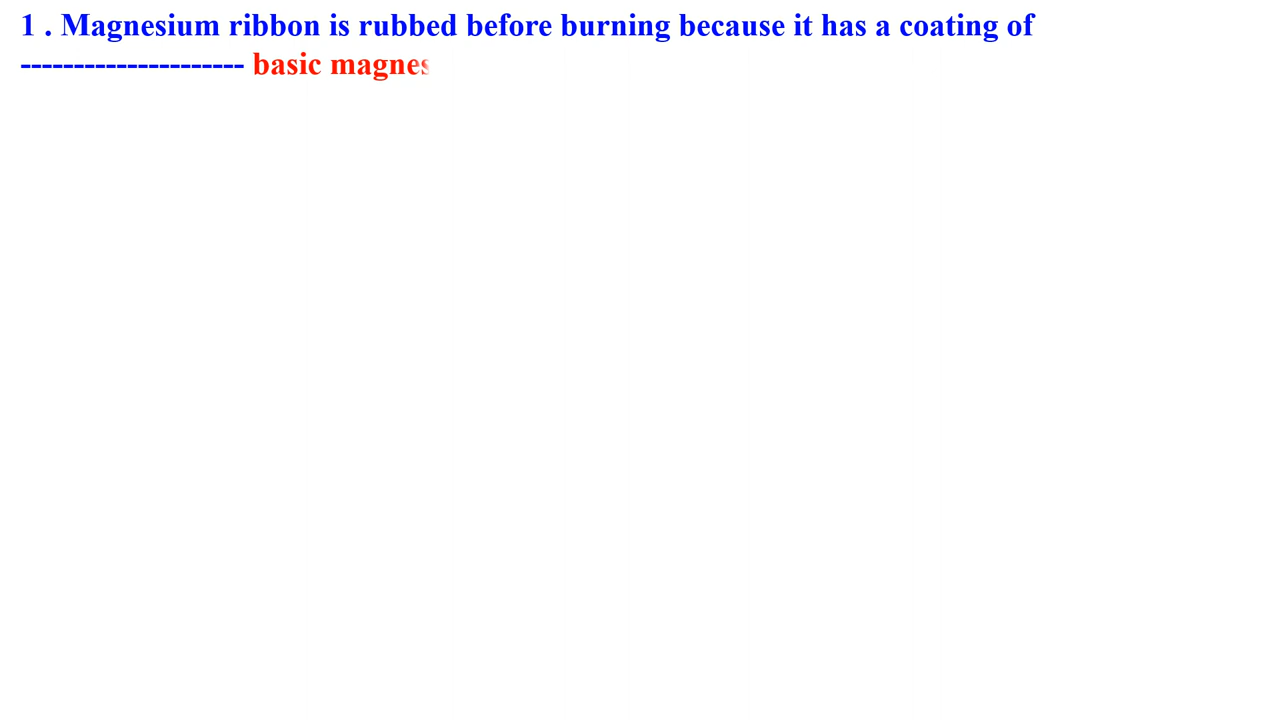 1 . Magnesium ribbon is rubbed before burning because it has a coating of
--------------------- basic magnes